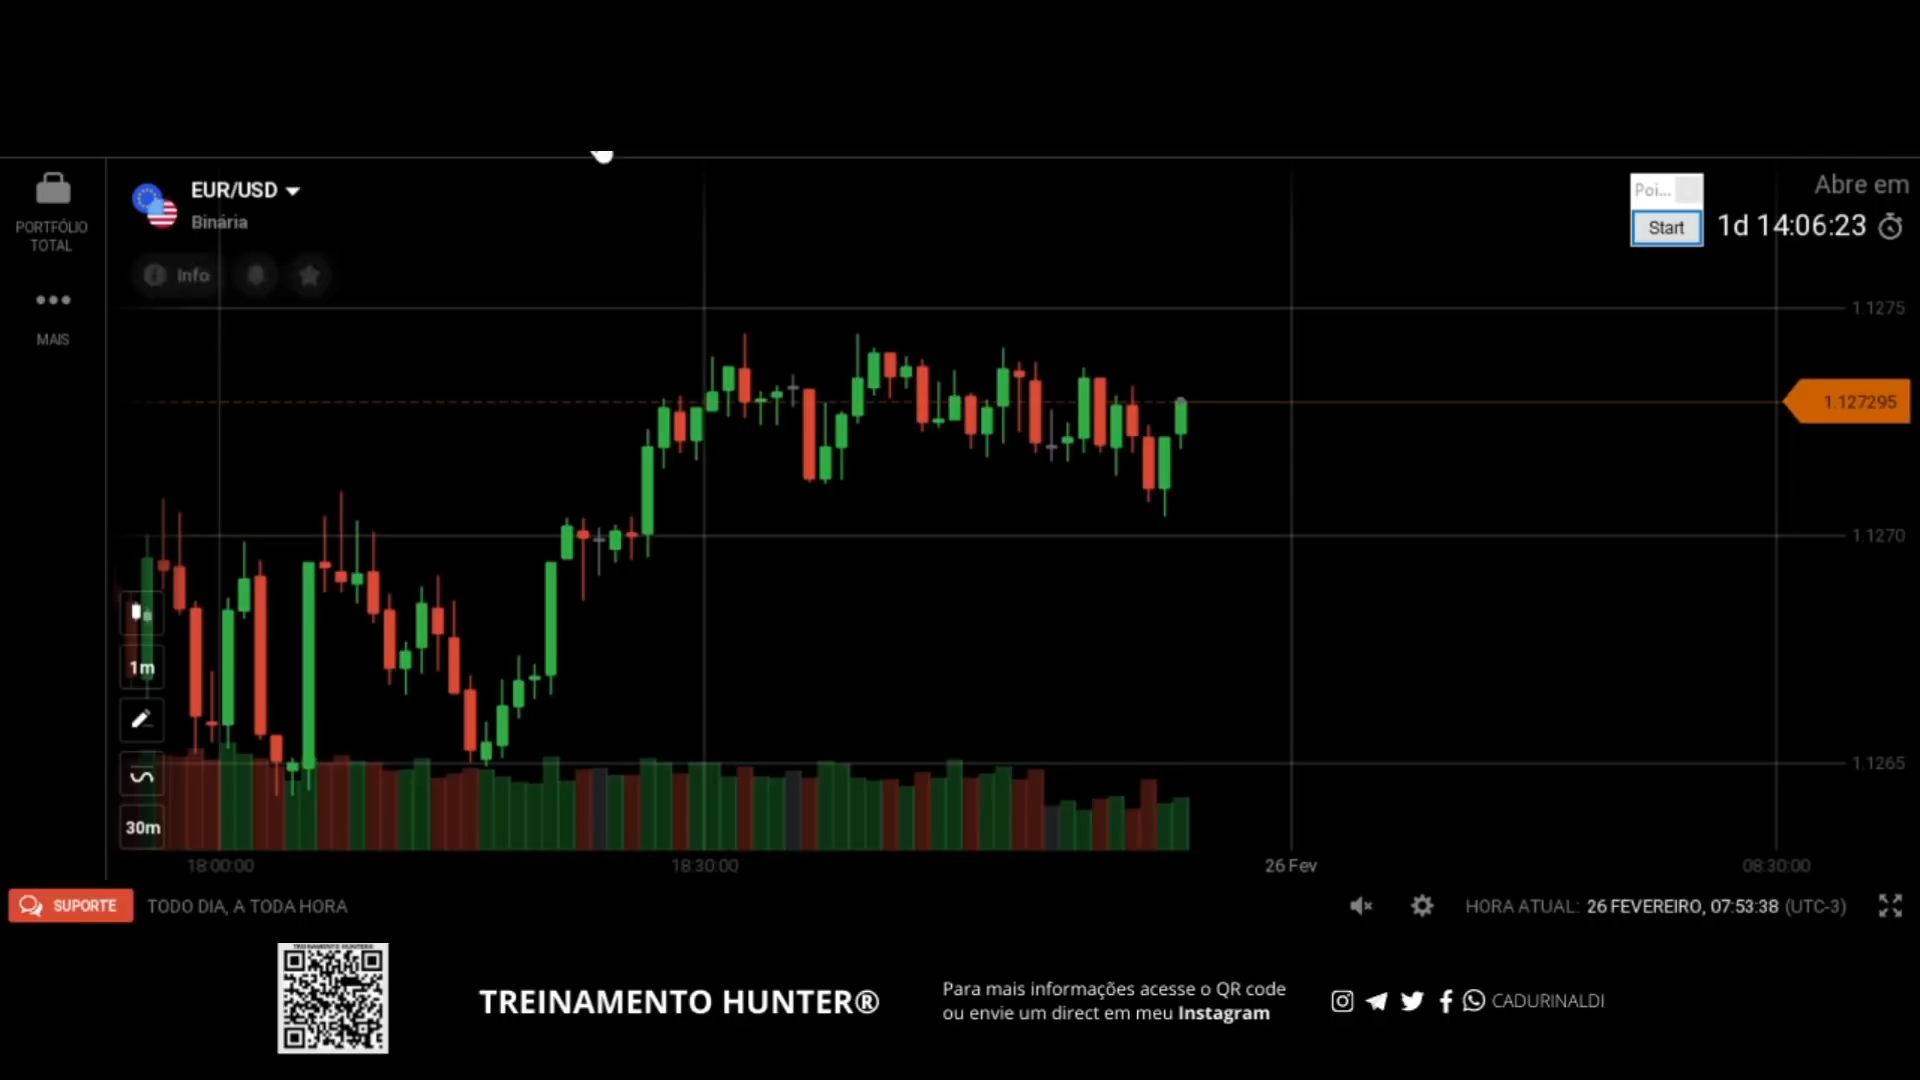 PORTFÓLIO
TOTAL
MAIS
EUR/USD
Binária
Info
Poi...
Start
Abre em
1d 14:06:23
1.1275
1.127295
1.1270
1.1265
1m
30m
18:00:00
18:30:00
26 Fev
08:30:00
SUPORTE
TODO DIA, A TODA HORA
HORA ATUAL: 26 FEVEREIRO, 07:53:38 (UTC-3)
TREINAMENTO HUNTER®
TREINAMENTO HUNTER®
Para mais informações acesse o QR code
ou envie um direct em meu Instagram
CADURINALDI